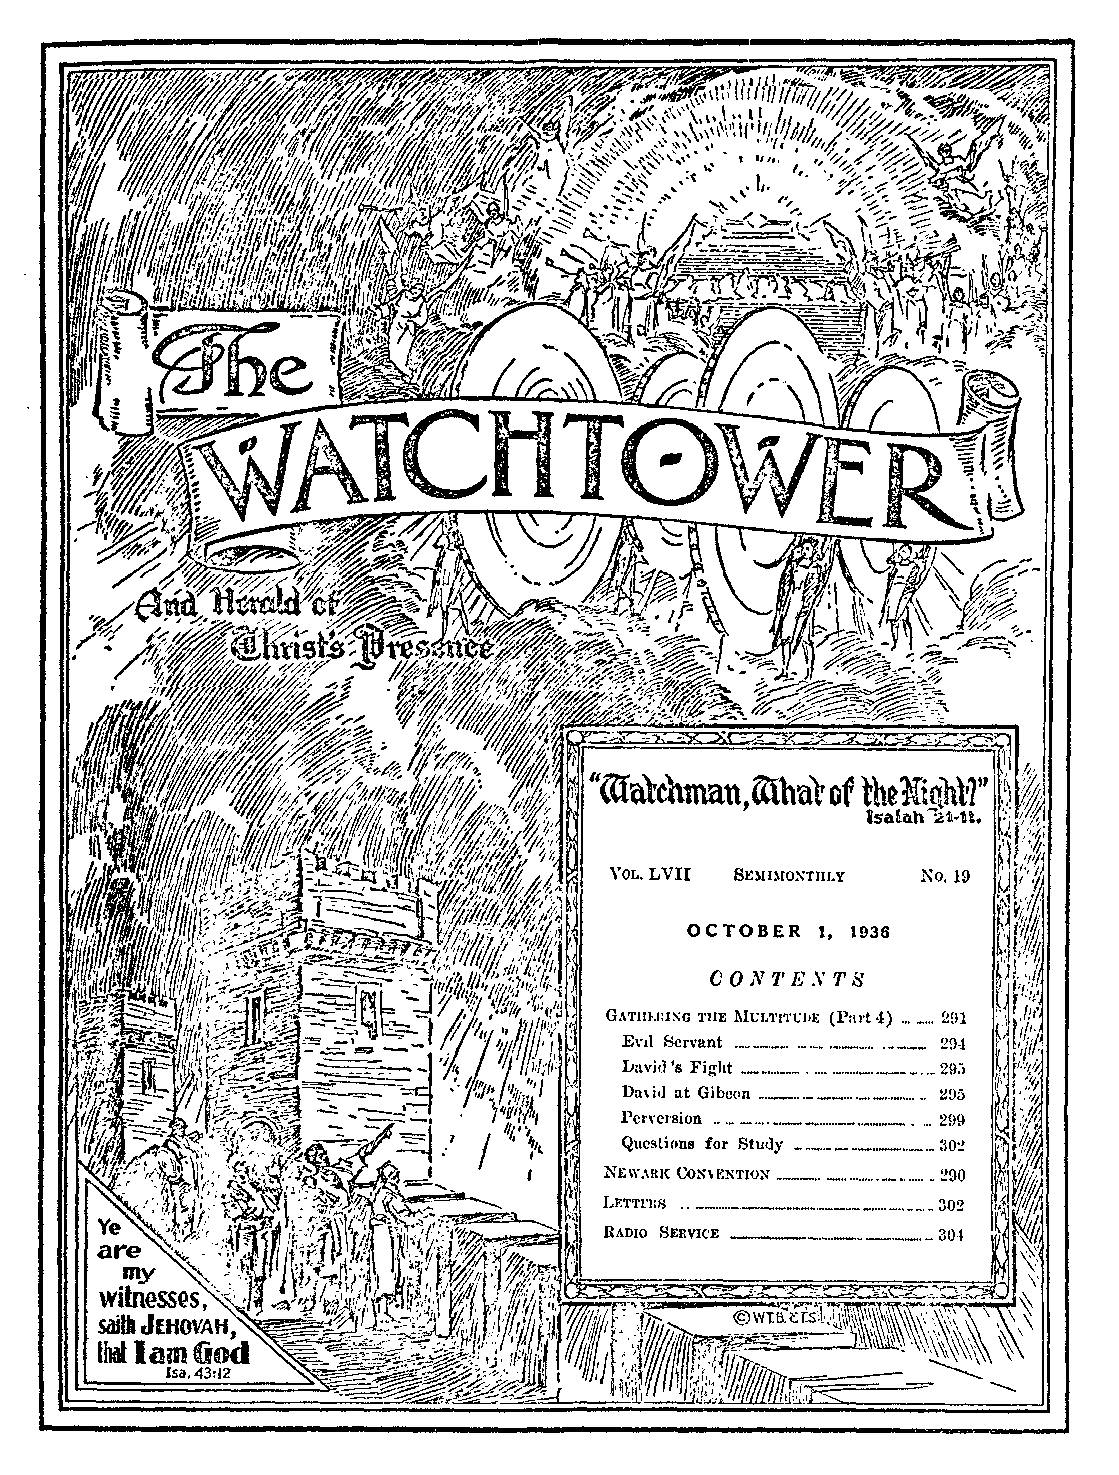 The
WATCHTOWER
And Herald of
Christ's Presence
"Watchman, What of the Night?"
Isaiah 21-11.
VOL. LVII SEMIMONTHLY No. 19
OCTOBER 1, 1936
CONTENTS
GATHERING THE MULTITUDE (Part 4) 291
Evil Servant 294
David's Fight 295
David at Gibeon 295
Perversion 299
Questions for Study 302
NEWARK CONVENTION 290
LETTERS 302
RADIO SERVICE 304
Ye
are
my
witnesses,
saith JEHOVAH,
that I am God
Isa. 43:12
© W.T.B. & T.S.